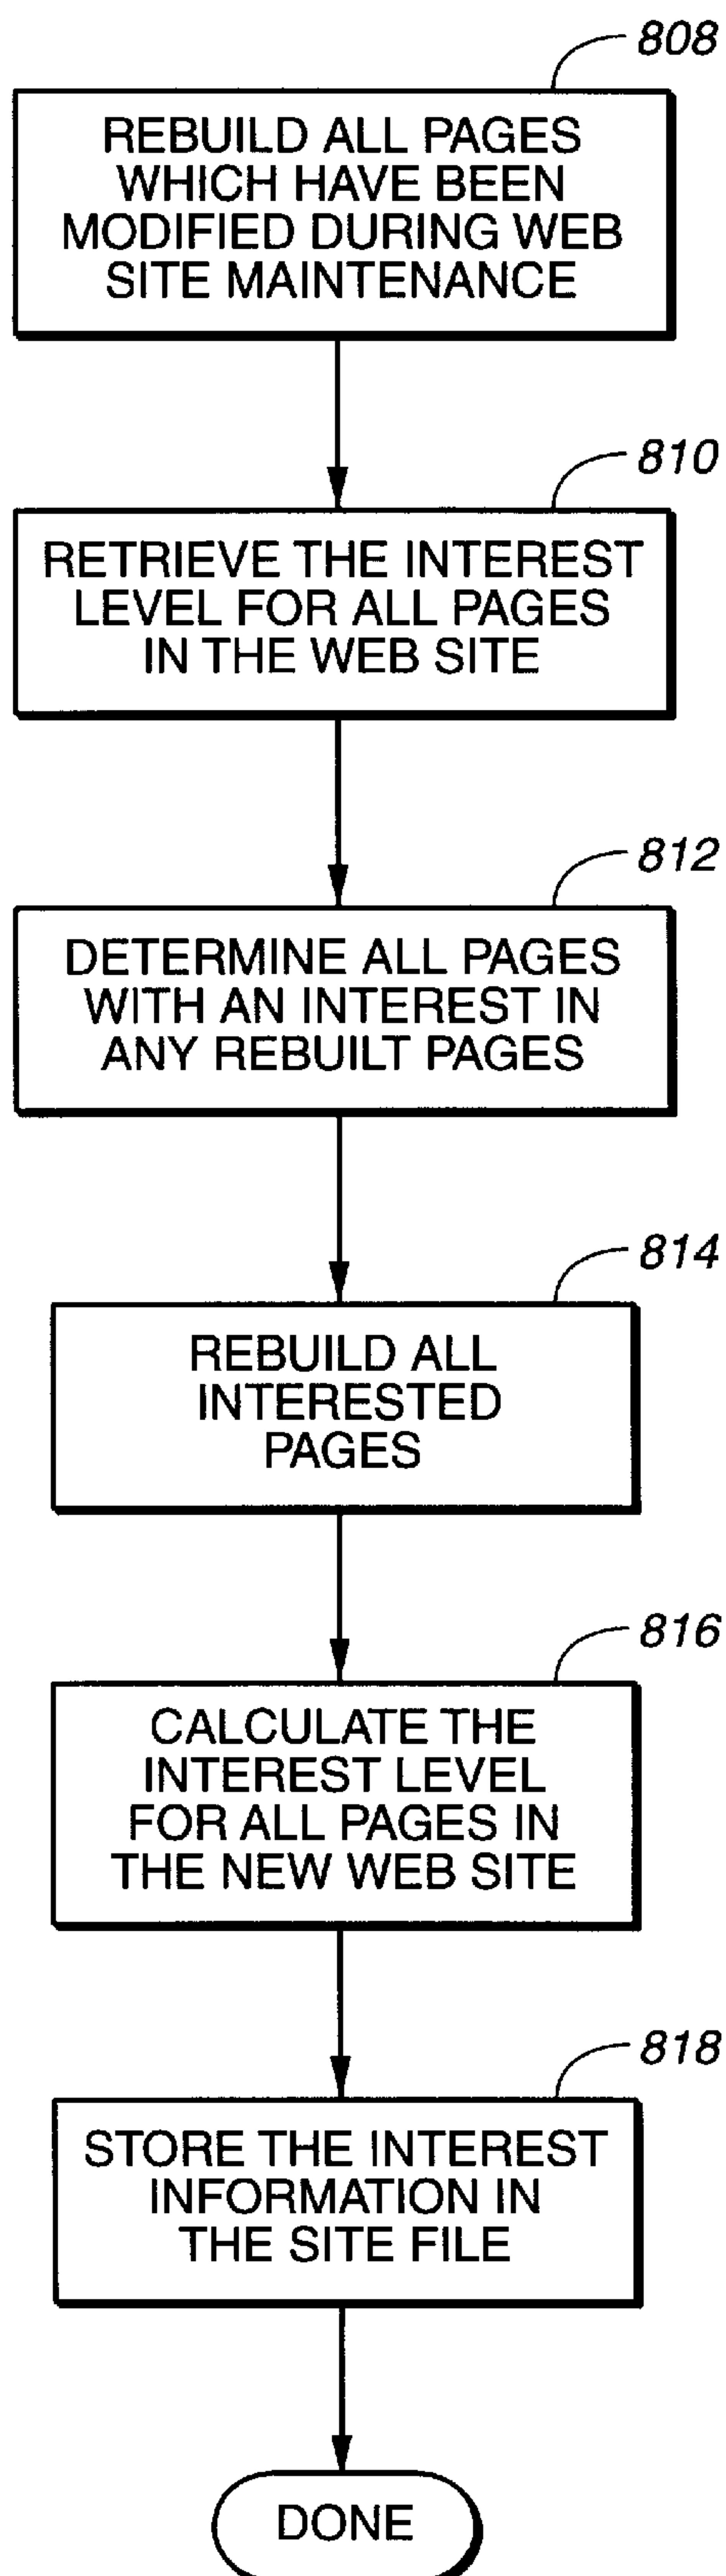 808
REBUILD ALL PAGES
WHICH HAVE BEEN
MODIFIED DURING WEB
SITE MAINTENANCE
810
RETRIEVE THE INTEREST
LEVEL FOR ALL PAGES
IN THE WEB SITE
812
DETERMINE ALL PAGES
WITH AN INTEREST IN
ANY REBUILT PAGES
814
REBUILD ALL
INTERESTED
PAGES
816
CALCULATE THE
INTEREST LEVEL
FOR ALL PAGES IN
THE NEW WEB SITE
818
STORE THE INTEREST
INFORMATION IN
THE SITE FILE
DONE